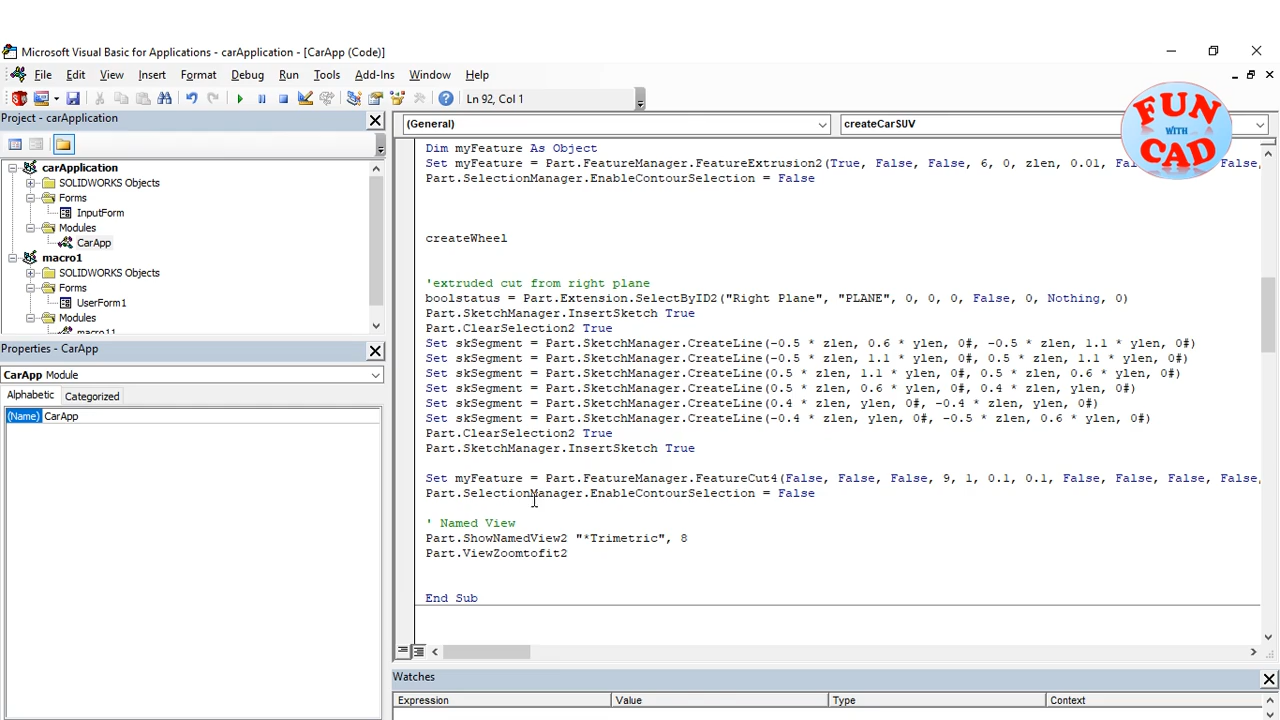 Microsoft Visual Basic for Applications - carApplication - [CarApp (Code)]
File Edit View Insert Format Debug Run Tools Add-Ins Window Help
Ln 92, Col 1
FUN
WITH
CAD
Project - carApplication
(General) createCarSUV
carApplication
SOLIDWORKS Objects
Forms
InputForm
Modules
CarApp
macro1
SOLIDWORKS Objects
Forms
UserForm1
Modules
macro11
Properties - CarApp
CarApp Module
Alphabetic Categorized
(Name) CarApp
Dim myFeature As Object
Set myFeature = Part.FeatureManager.FeatureExtrusion2(True, False, False, 6, 0, zlen, 0.01,
Part.SelectionManager.EnableContourSelection = False
createWheel
'extruded cut from right plane
boolstatus = Part.Extension.SelectByID2("Right Plane", "PLANE", 0, 0, 0, False, 0, Nothing, 0)
Part.SketchManager.InsertSketch True
Part.ClearSelection2 True
Set skSegment = Part.SketchManager.CreateLine(-0.5 * zlen, 0.6 * ylen, 0#, -0.5 * zlen, 1.1 * ylen, 0#)
Set skSegment = Part.SketchManager.CreateLine(-0.5 * zlen, 1.1 * ylen, 0#, 0.5 * zlen, 1.1 * ylen, 0#)
Set skSegment = Part.SketchManager.CreateLine(0.5 * zlen, 1.1 * ylen, 0#, 0.5 * zlen, 0.6 * ylen, 0#)
Set skSegment = Part.SketchManager.CreateLine(0.5 * zlen, 0.6 * ylen, 0#, 0.4 * zlen, ylen, 0#)
Set skSegment = Part.SketchManager.CreateLine(0.4 * zlen, ylen, 0#, -0.4 * zlen, ylen, 0#)
Set skSegment = Part.SketchManager.CreateLine(-0.4 * zlen, ylen, 0#, -0.5 * zlen, 0.6 * ylen, 0#)
Part.ClearSelection2 True
Part.SketchManager.InsertSketch True
Set myFeature = Part.FeatureManager.FeatureCut4(False, False, False, 9, 1, 0.1, 0.1, False, False, False, False,
Part.SelectionManager.EnableContourSelection = False
' Named View
Part.ShowNamedView2 "*Trimetric", 8
Part.ViewZoomtofit2
End Sub
Watches
Expression Value Type Context